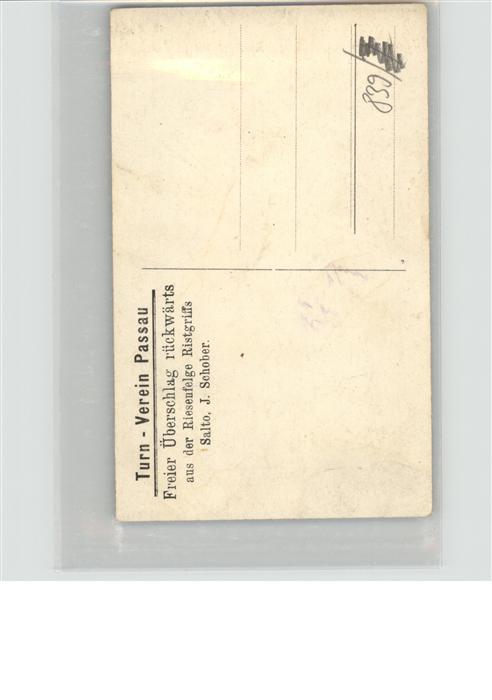 Turn - Verein Passau
Freier Überschlag rückwärts
aus der Riesenfelge Ristgriffs
Salto, J. Schober.
839/